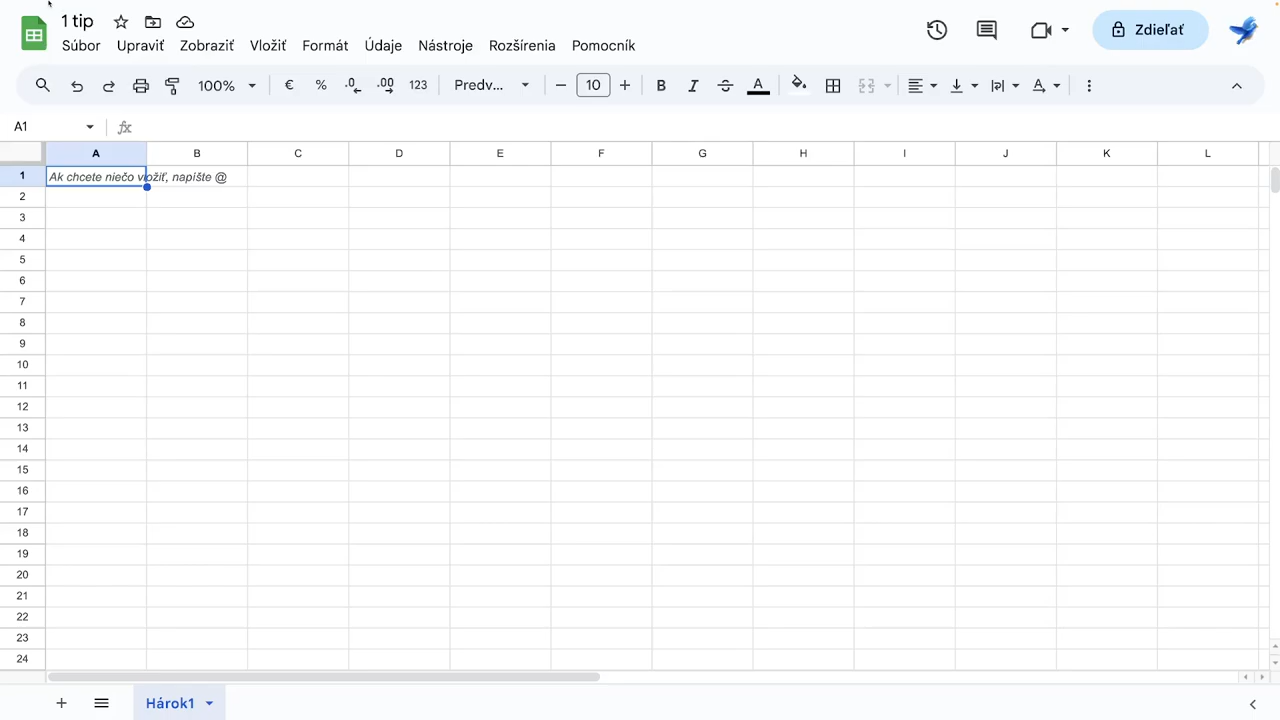 1 tip
Súbor Upraviť Zobraziť Vložiť Formát Údaje Nástroje Rozšírenia Pomocník
Zdieľať
100% € % .0 .00 123 Predv... 10 B I A A
A1 fx
A B C D E F G H I J K L
1 Ak chcete niečo vložiť, napíšte @
2
3
4
5
6
7
8
9
10
11
12
13
14
15
16
17
18
19
20
21
22
23
24
Hárok1